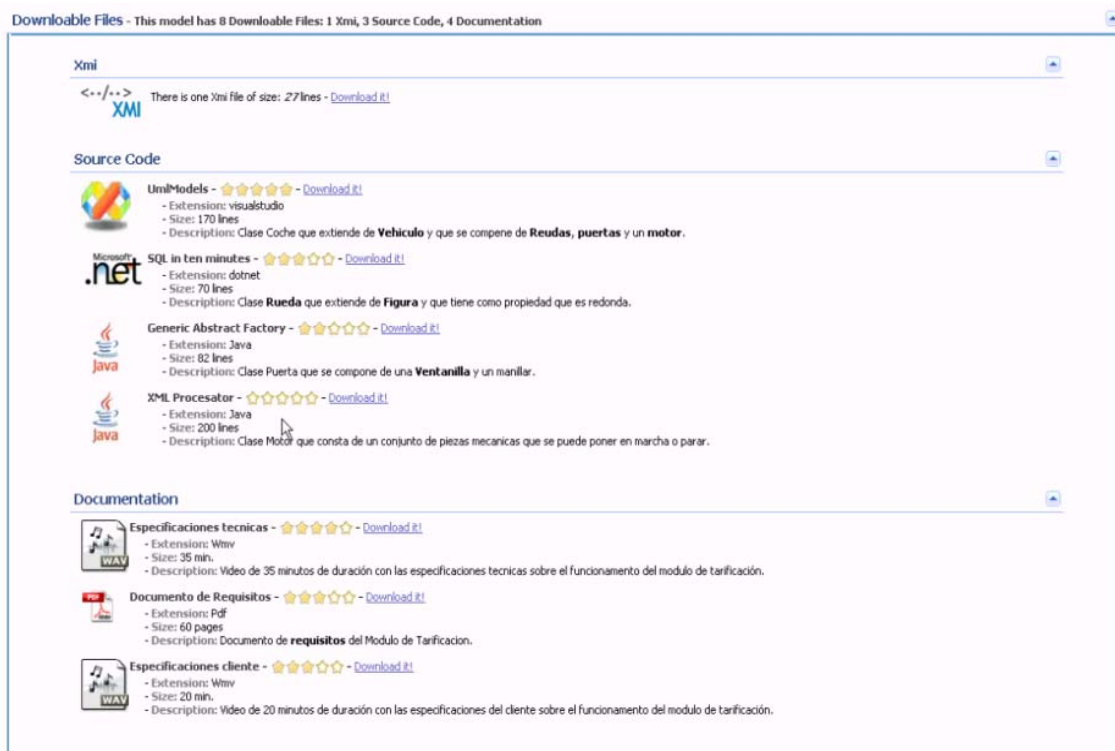 Downloable Files - This model has 8 Downloable Files: 1 Xmi, 3 Source Code, 4 Documentation
Xmi
<--/-->
XMI
There is one Xmi file of size: 27 lines - Download it!
Source Code
UmlModels - Download it!
- Extension: visualstudio
- Size: 170 lines
- Description: Clase Coche que extiende de Vehiculo y que se compene de Reudas, puertas y un motor.
Microsoft
.net
SQL in ten minutes - Download it!
- Extension: dotnet
- Size: 70 lines
- Description: Clase Rueda que extiende de Figura y que tiene como propiedad que es redonda.
Java
Generic Abstract Factory - Download it!
- Extension: Java
- Size: 82 lines
- Description: Clase Puerta que se compone de una Ventanilla y un manillar.
Java
XML Procesator - Download it!
- Extension: Java
- Size: 200 lines
- Description: Clase Motor que consta de un conjunto de piezas mecanicas que se puede poner en marcha o parar.
Documentation
WAV
Especificaciones tecnicas - Download it!
- Extension: Wmv
- Size: 35 min.
- Description: Video de 35 minutos de duración con las especificaciones tecnicas sobre el funcionamento del modulo de tarificación.
PDF
Documento de Requisitos - Download it!
- Extension: Pdf
- Size: 60 pages
- Description: Documento de requisitos del Modulo de Tarificacion.
WAV
Especificaciones cliente - Download it!
- Extension: Wmv
- Size: 20 min.
- Description: Video de 20 minutos de duración con las especificaciones del cliente sobre el funcionamento del modulo de tarificación.